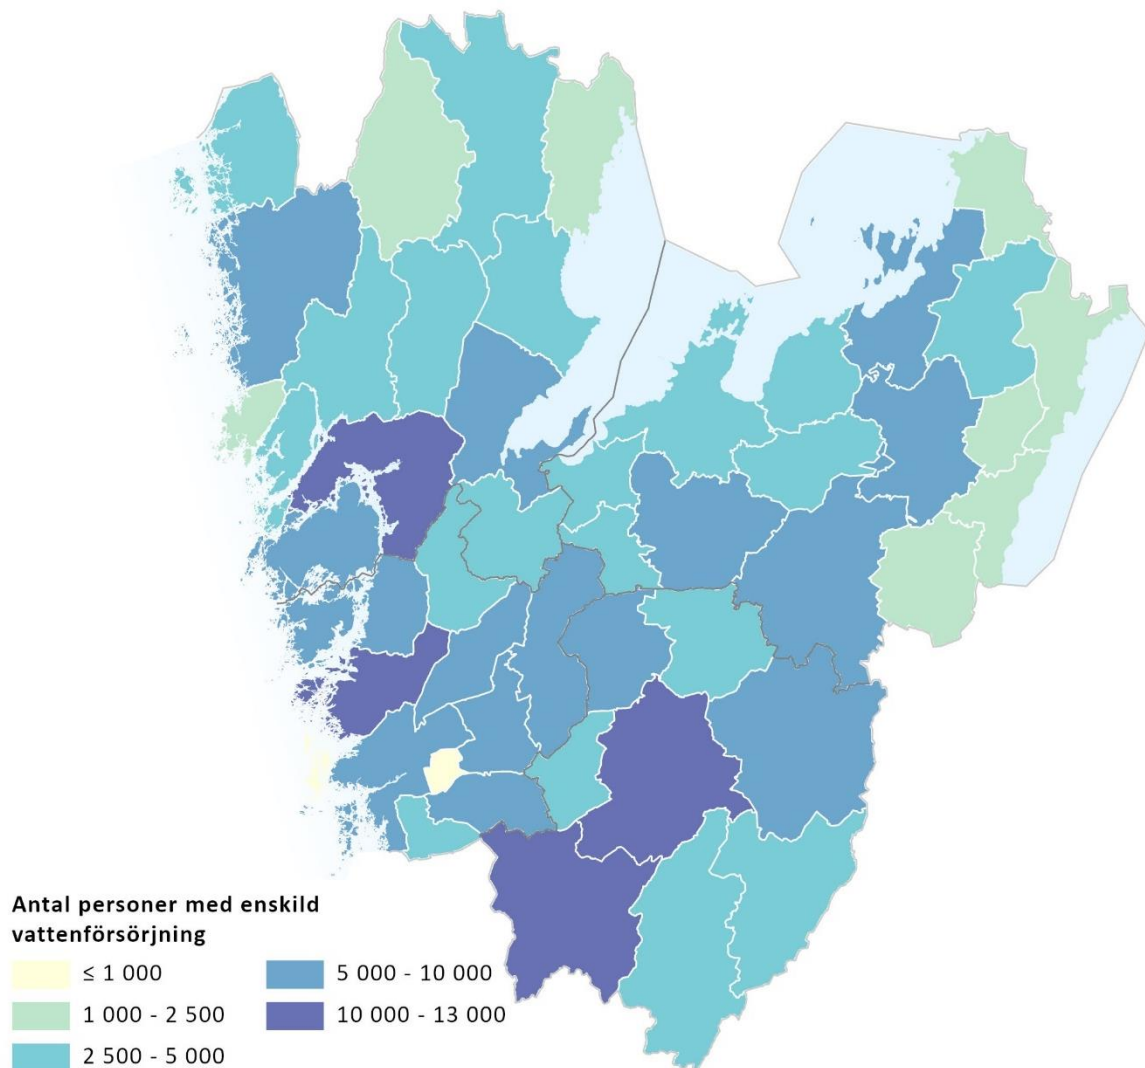 Antal personer med enskild
vattenförsörjning
≤ 1 000
1 000 - 2 500
2 500 - 5 000
5 000 - 10 000
10 000 - 13 000